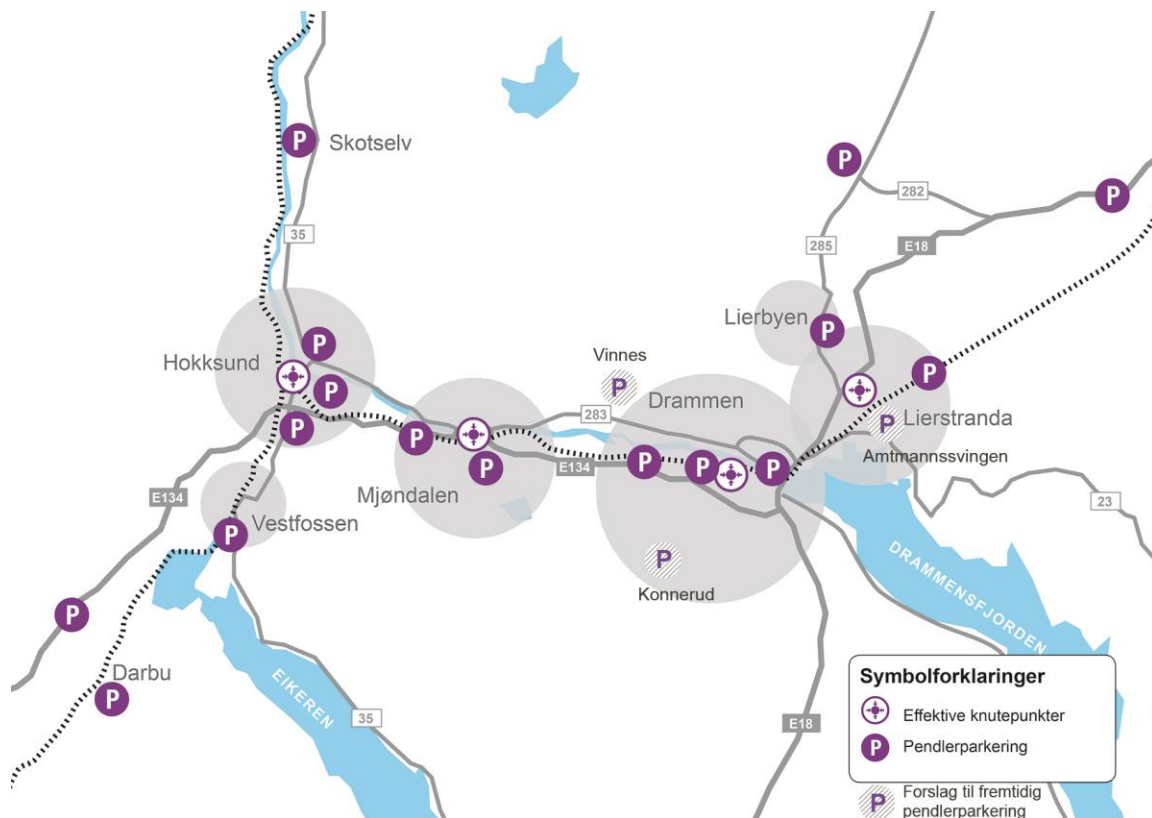 P
Skotselv
P
282
P
35
285
E18
Lierbyen
P
P
Vinnes
P
Hokksund
P
P
Drammen
P
Lierstranda
283
P
P
Amtmannssvingen
P
P
P
P
E134
Mjøndalen
E134
23
Vestfossen
P
P
Konnerud
DRAMMENSFJORDEN
P
Darbu
P
EIKEREN
35
E18
Symbolforklaringer
Effektive knutepunkter
P Pendlerparkering
P Forslag til fremtidig
pendlerparkering